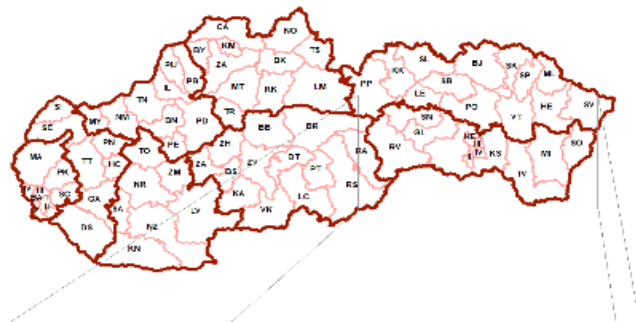 CA
NO
BY
KM
TS
PU
ZA
DK
SL
BJ
PB
KK
SK
SP
ML
IL
MT
RK
LM
PP
SB
LE
TN
PO
HE
SV
MY
NM
BN
PD
TR
VT
SE
SN
PN
PE
BB
BR
GL
MA
TO
ZH
SO
TT
HC
ZA
RA
RV
KS
MI
PK
ZM
ZV
DT
NR
BS
PT
TV
SC
GA
KA
RS
SA
LV
LC
VK
DS
NZ
KN